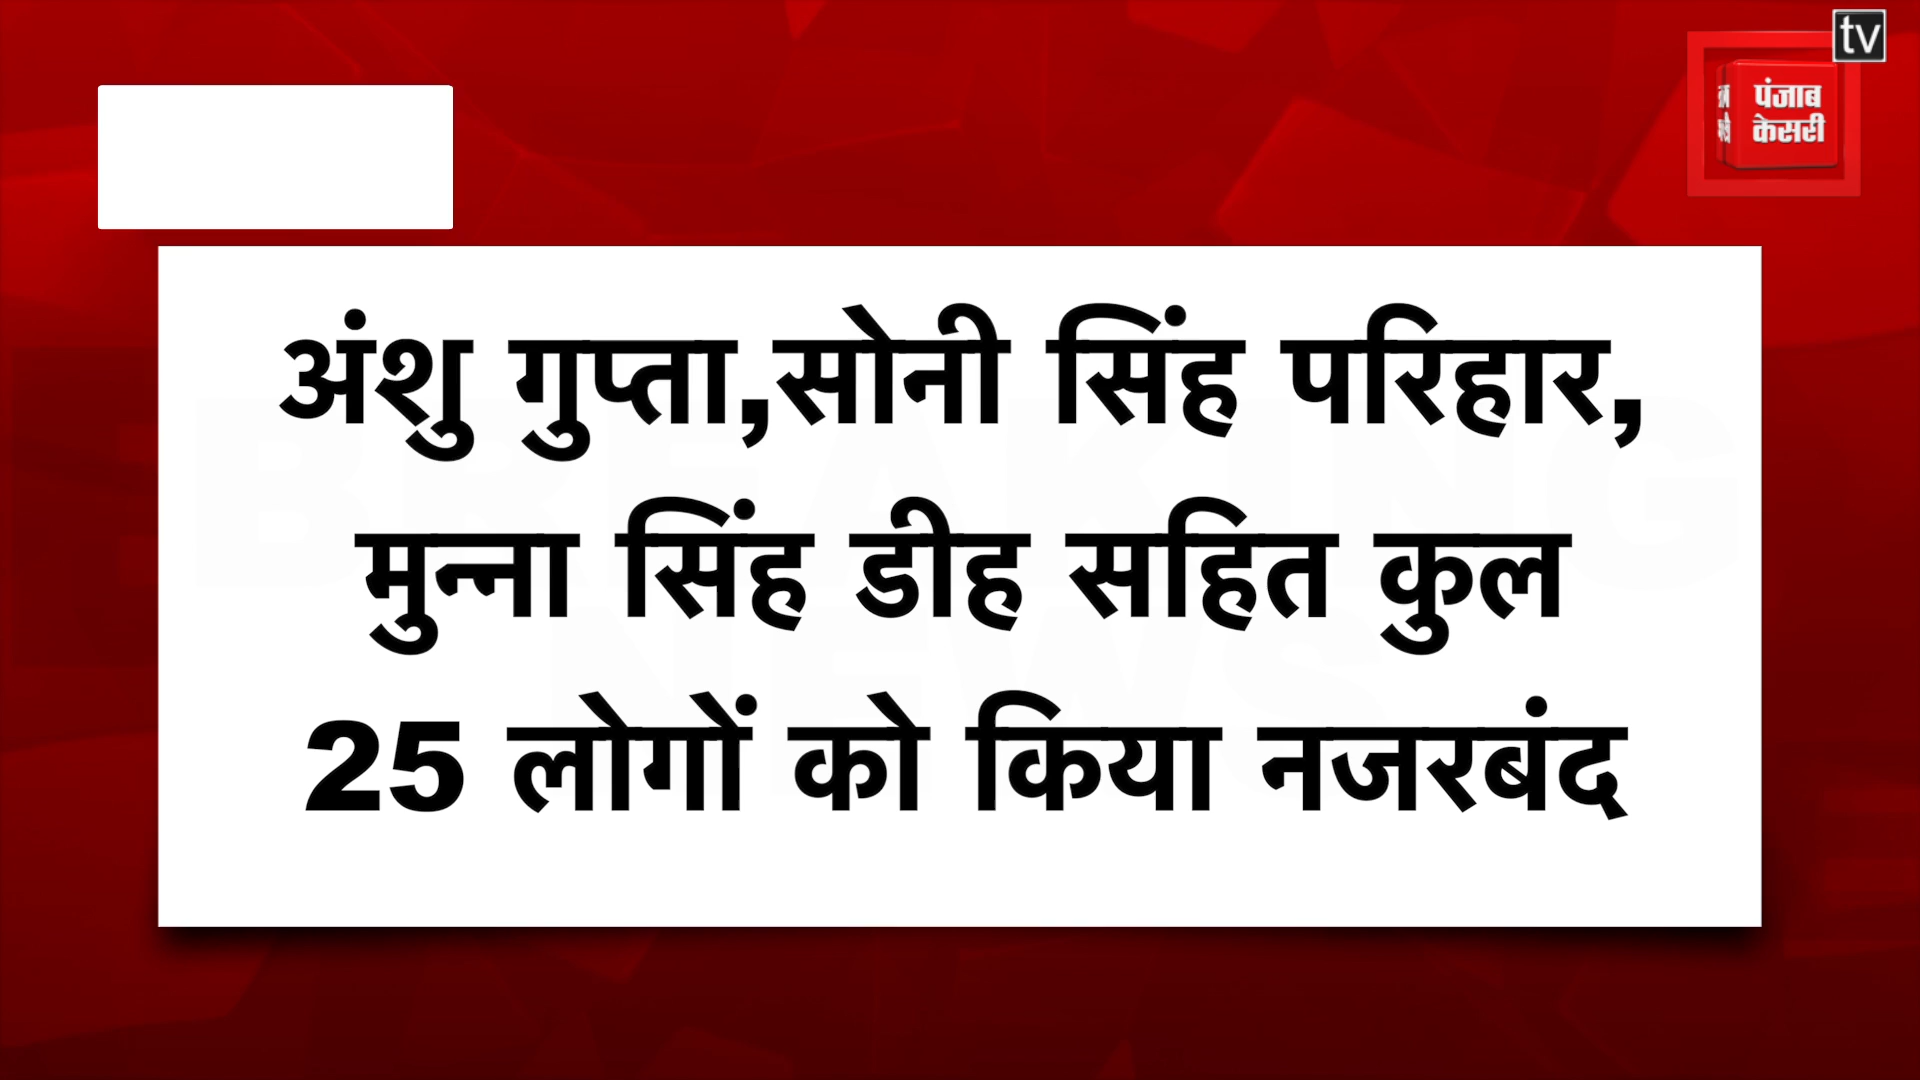 tv
पंजाब
केसरी
अंशु गुप्ता,सोनी सिंह परिहार,
मुन्ना सिंह डीह सहित कुल
25 लोगों को किया नजरबंद